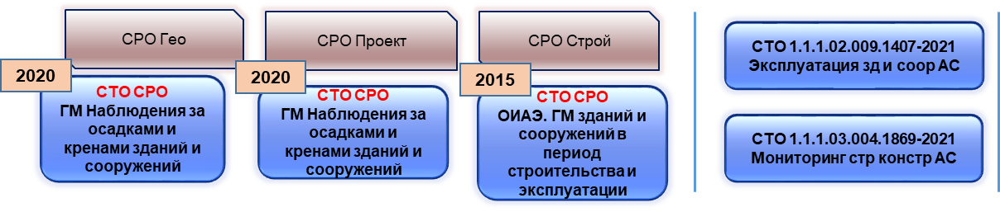 СРО Гео
2020
СТО СРО
ГМ Наблюдения за
осадками и
кренами зданий и
сооружений
СРО Проект
2020
СТО СРО
ГМ Наблюдения за
осадками и
кренами зданий и
сооружений
СРО Строй
2015
СТО СРО
ОИАЭ. ГМ зданий и
сооружений в
период
строительства и
эксплуатации
СТО 1.1.1.02.009.1407-2021
Эксплуатация зд и соор АС
СТО 1.1.1.03.004.1869-2021
Мониторинг стр констр АС